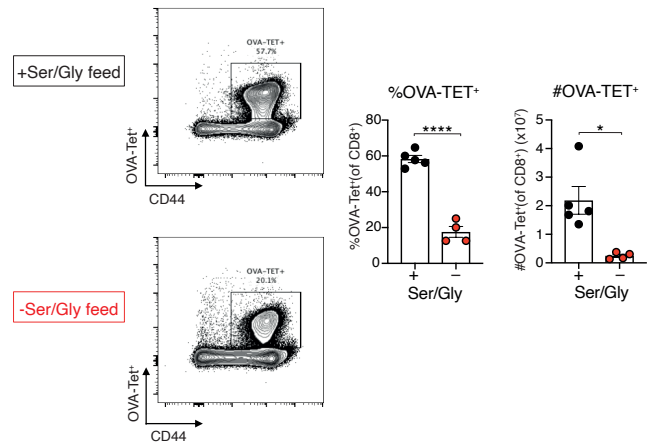 +Ser/Gly feed
OVA-TET+
57.7%
OVA-Tet⁺
CD44
-Ser/Gly feed
OVA-TET+
20.1%
OVA-Tet⁺
CD44
%OVA-TET⁺
****
%OVA-Tet⁺(of CD8⁺)
80
60
40
20
0
+ −
Ser/Gly
#OVA-TET⁺
*
#OVA-Tet⁺(of CD8⁺) (x10⁷)
5
4
3
2
1
0
+ −
Ser/Gly